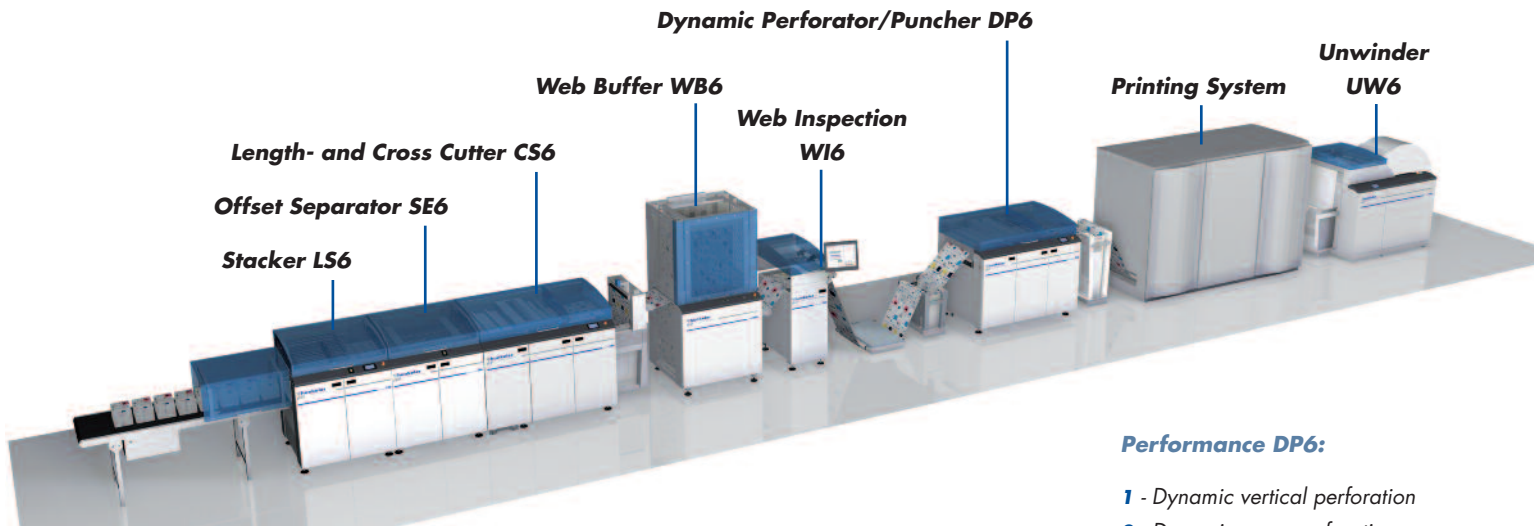 Dynamic Perforator/Puncher DP6
Unwinder
UW6
Web Buffer WB6
Printing System
Web Inspection
WI6
Length- and Cross Cutter CS6
Offset Separator SE6
Stacker LS6
Performance DP6:
1 - Dynamic vertical perforation